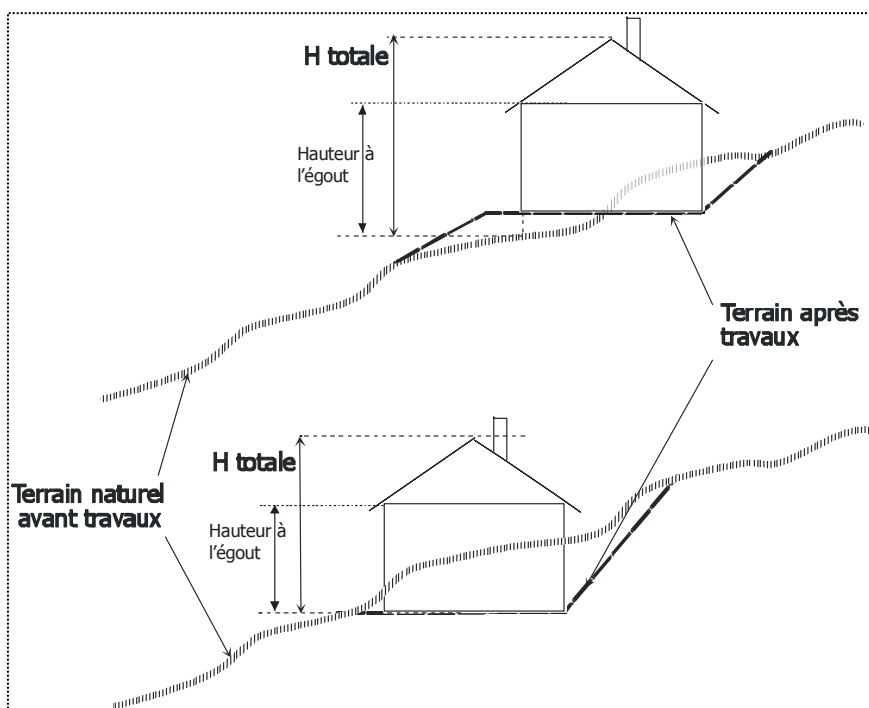 H totale
Hauteur à
l'égout
Terrain après
travaux
H totale
Terrain naturel
avant travaux
Hauteur à
l'égout